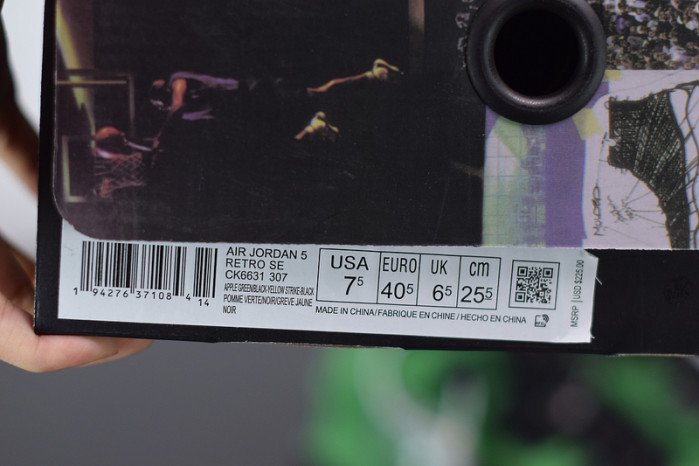 AIR JORDAN 5
RETRO SE
CK6631 307
APPLE GREENBLACK-YELLOW STRIKE-BLACK
POMME VERTE/NOIR/GREVE JAUNE
NOIR
1 94276 37108 4 14
USA
7⁵
EURO
40⁵
UK
6⁵
cm
25⁵
MADE IN CHINA/FABRIQUE EN CHINE/HECHO EN CHINA
MSRP | USD $225.00